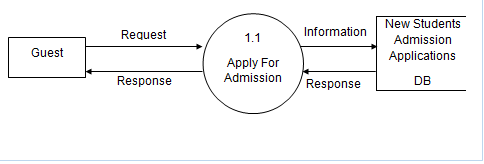 Guest
Request
Response
1.1
Apply For
Admission
Information
Response
New Students
Admission
Applications
DB